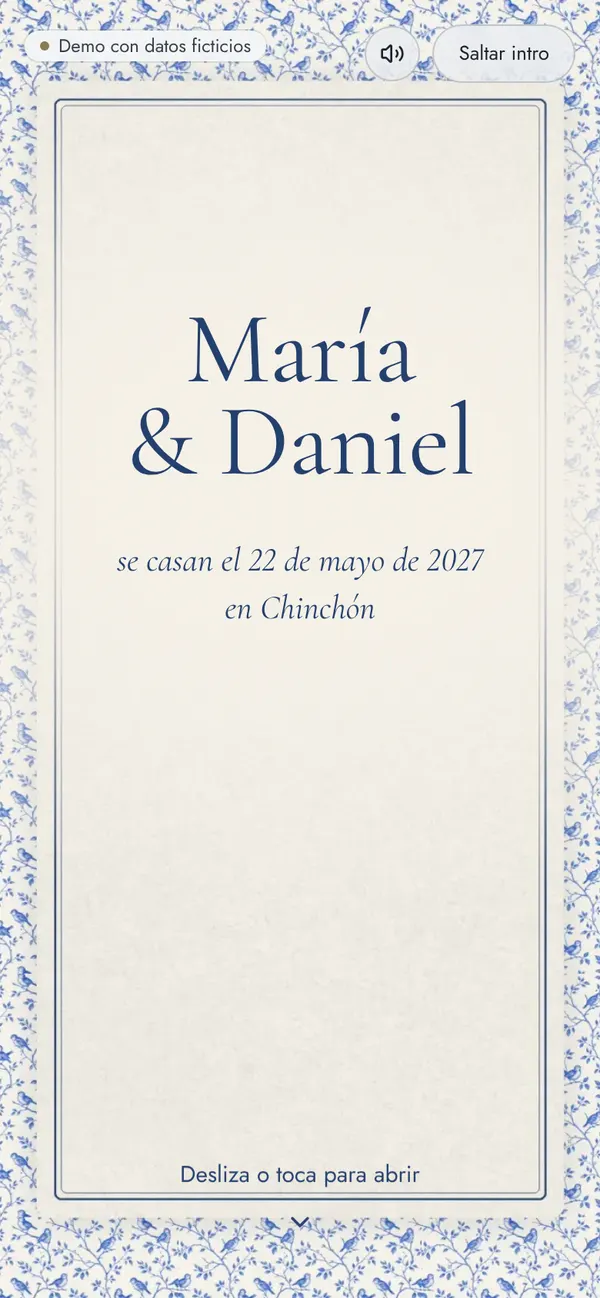 Demo con datos ficticios
Saltar intro
María
& Daniel
se casan el 22 de mayo de 2027
en Chinchón
Desliza o toca para abrir